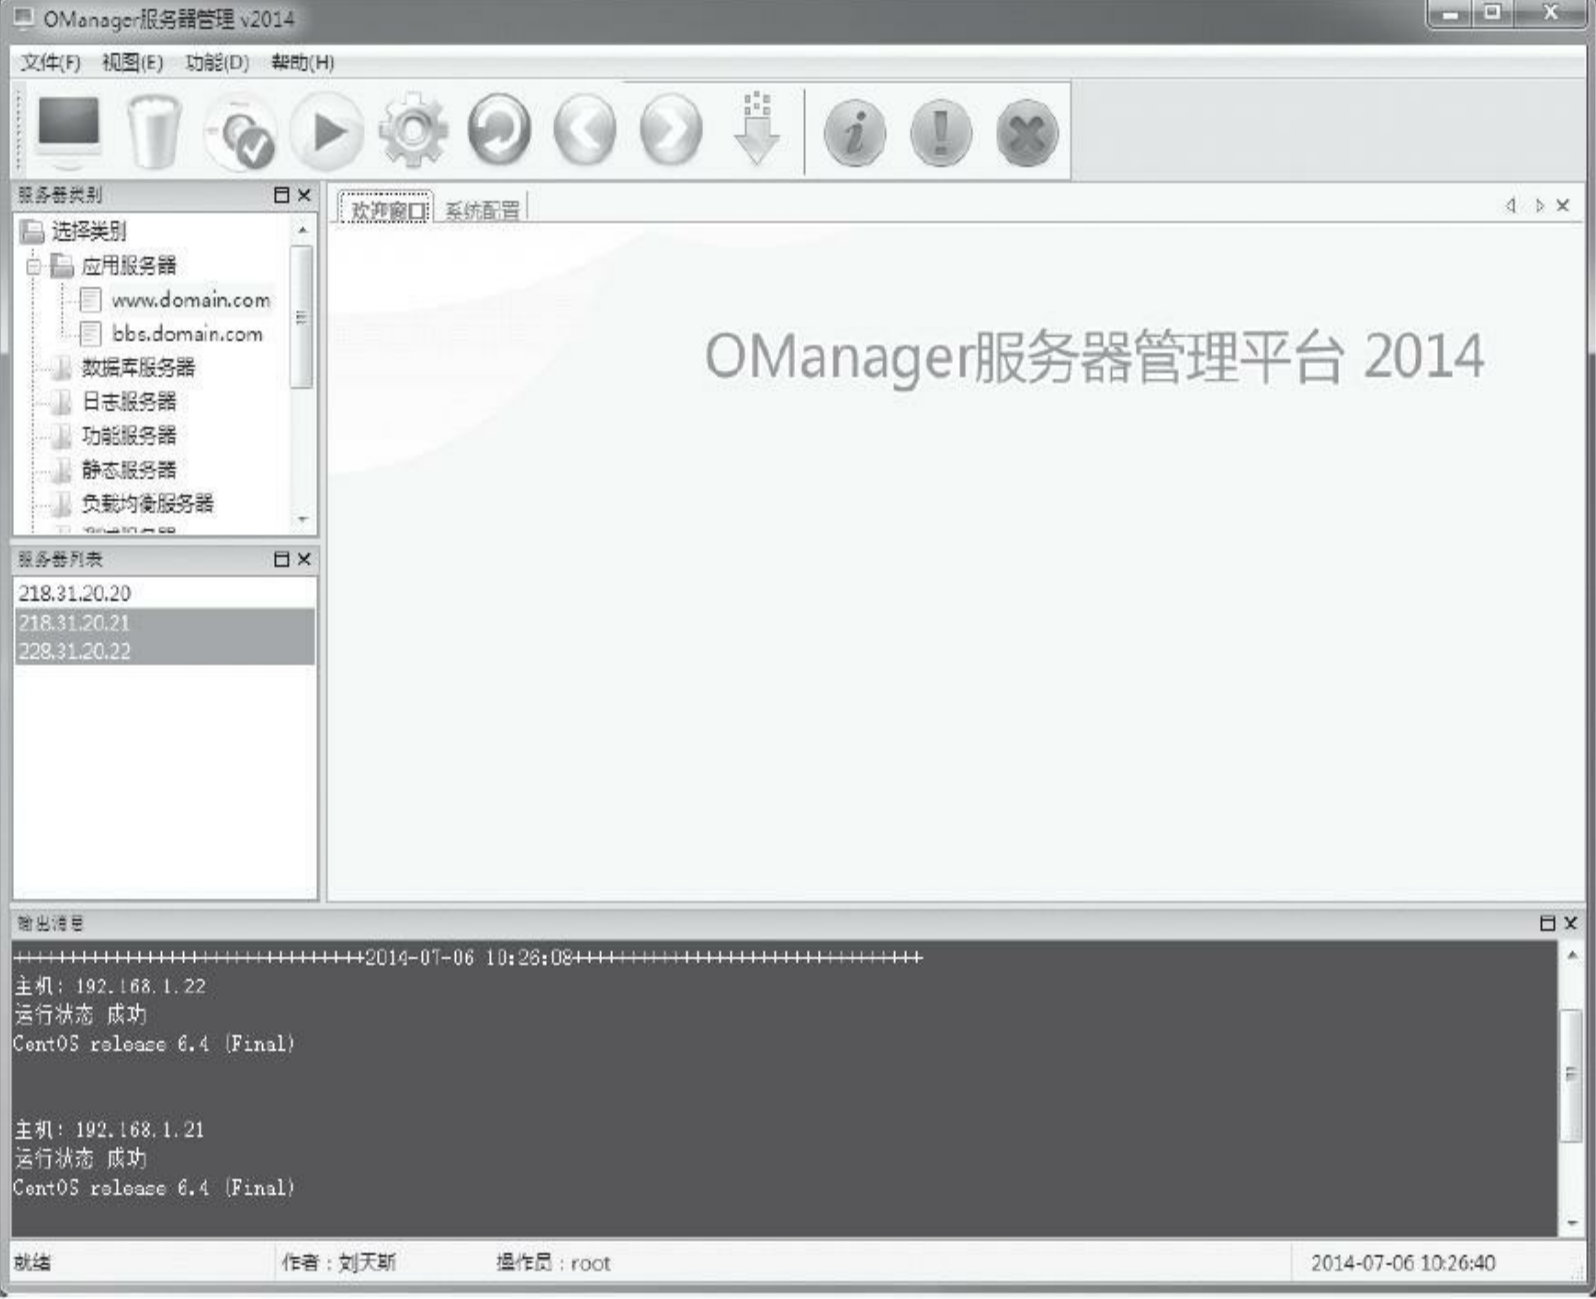 OManager服务器管理 v2014
文件(F) 视图(E) 功能(D) 帮助(H)
服务器类别
选择类别
应用服务器
www.domain.com
bbs.domain.com
数据库服务器
日志服务器
功能服务器
静态服务器
负载均衡服务器
服务器列表
218.31.20.20
218.31.20.21
228.31.20.22
欢迎窗口 系统配置
OManager服务器管理平台 2014
输出消息
++++++++++++++++++++++++++++++++2014-07-06 10:26:08++++++++++++++++++++++++++++++++
主机: 192.168.1.22
运行状态 成功
CentOS release 6.4 (Final)
主机: 192.168.1.21
运行状态 成功
CentOS release 6.4 (Final)
就绪 作者：刘天斯 操作员：root 2014-07-06 10:26:40